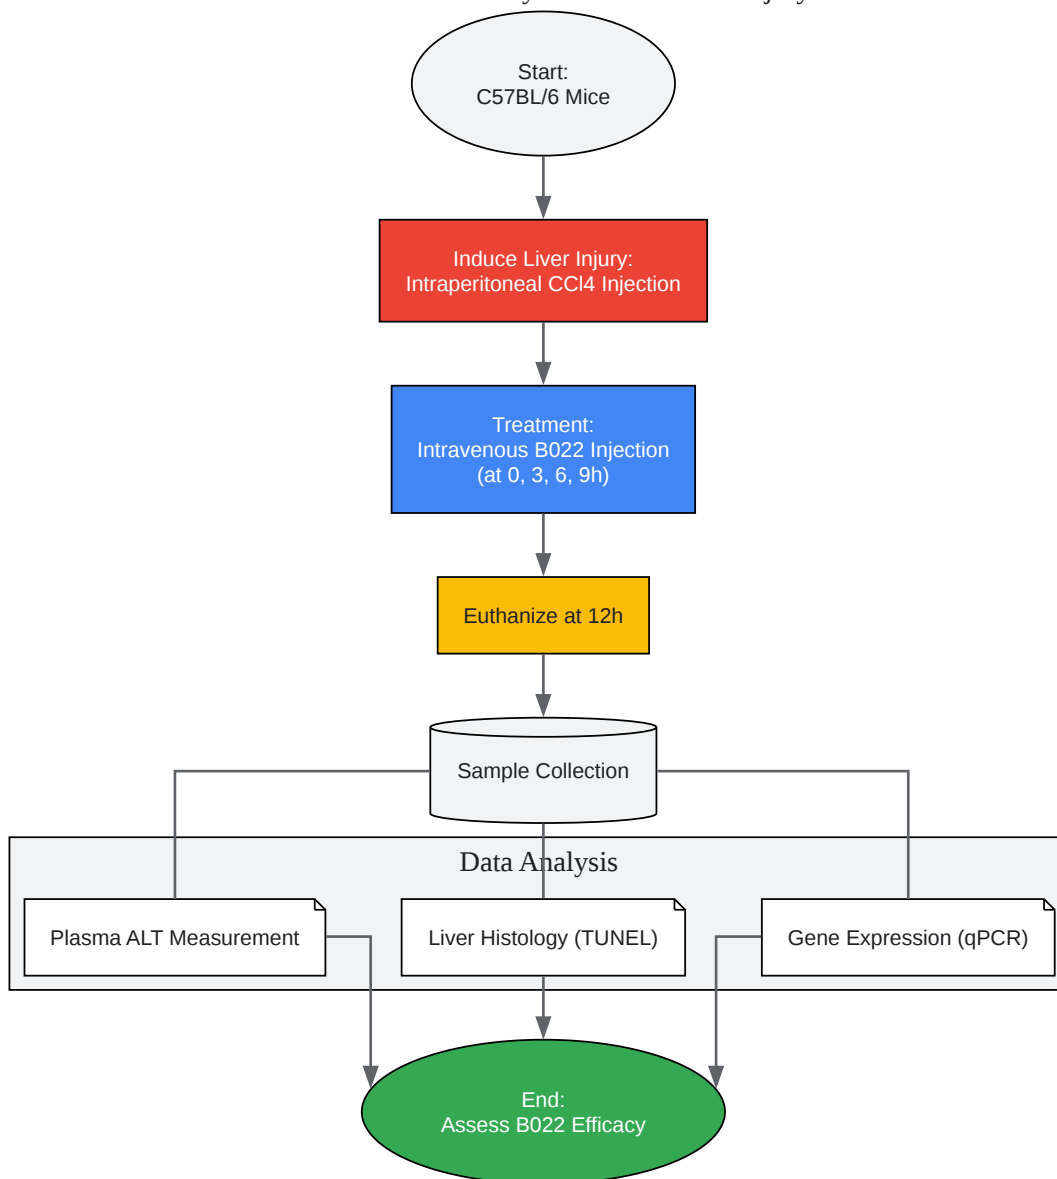 Start:
C57BL/6 Mice
Induce Liver Injury:
Intraperitoneal CCl4 Injection
Treatment:
Intravenous B022 Injection
(at 0, 3, 6, 9h)
Euthanize at 12h
Sample Collection
Data Analysis
Plasma ALT Measurement
Liver Histology (TUNEL)
Gene Expression (qPCR)
End:
Assess B022 Efficacy